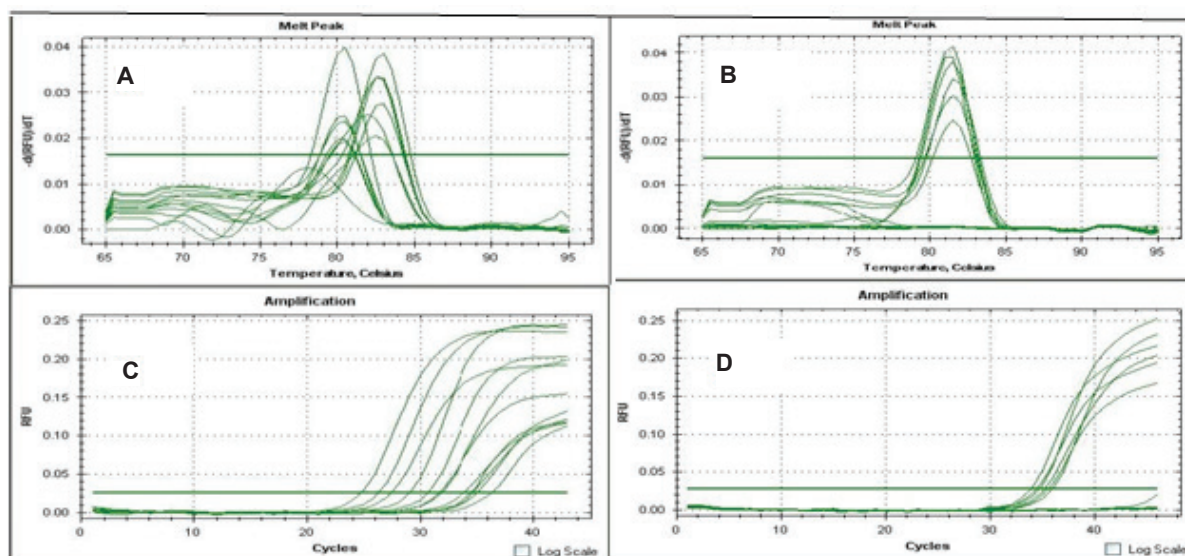 Melt Peak
A
-d(RFU)/dT
0.04
0.03
0.02
0.01
0.00
65 70 75 80 85 90 95
Temperature, Celsius
Melt Peak
B
-d(RFU)/dT
0.04
0.03
0.02
0.01
0.00
65 70 75 80 85 90 95
Temperature, Celsius
Amplification
C
RFU
0.25
0.20
0.15
0.10
0.05
0.00
0 10 20 30 40
Cycles
Log Scale
Amplification
D
RFU
0.25
0.20
0.15
0.10
0.05
0.00
0 10 20 30 40
Cycles
Log Scale